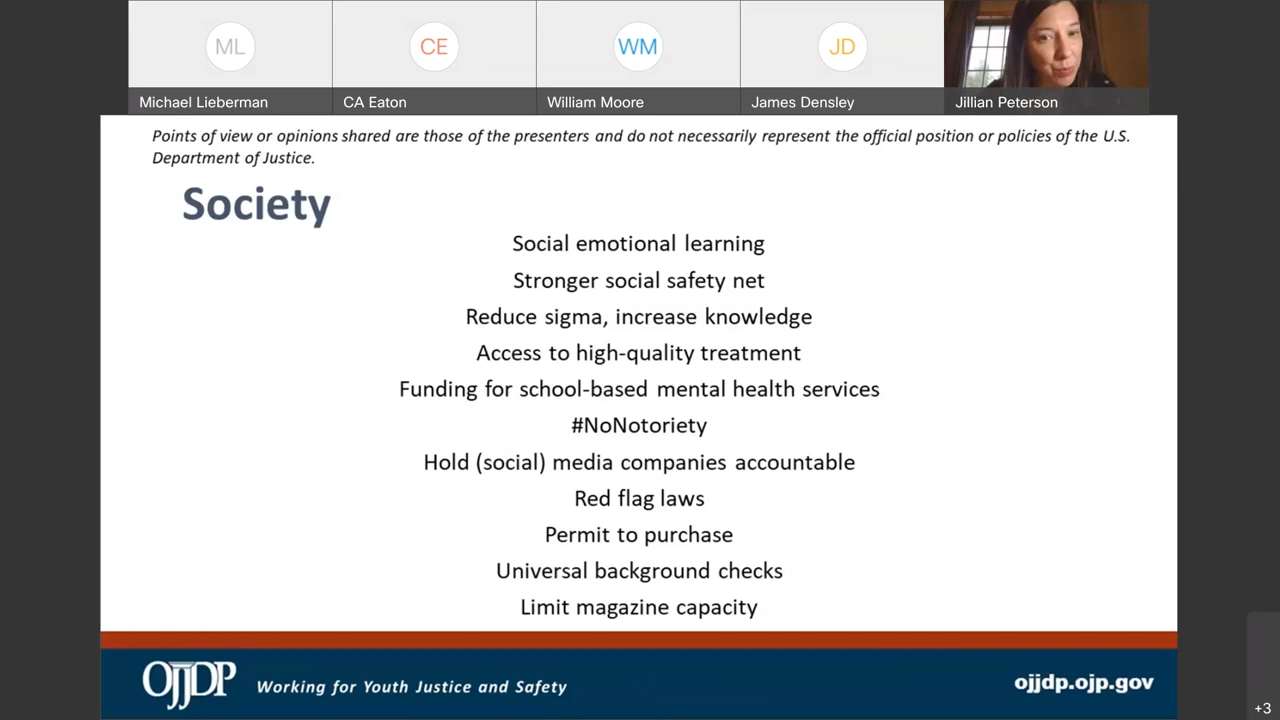 ML
CE
WM
JD
Michael Lieberman
CA Eaton
William Moore
James Densley
Jillian Peterson
Points of view or opinions shared are those of the presenters and do not necessarily represent the official position or policies of the U.S.
Department of Justice.
Society
Social emotional learning
Stronger social safety net
Reduce sigma, increase knowledge
Access to high-quality treatment
Funding for school-based mental health services
#NoNotoriety
Hold (social) media companies accountable
Red flag laws
Permit to purchase
Universal background checks
Limit magazine capacity
OJJDP
Working for Youth Justice and Safety
ojjdp.ojp.gov
+3